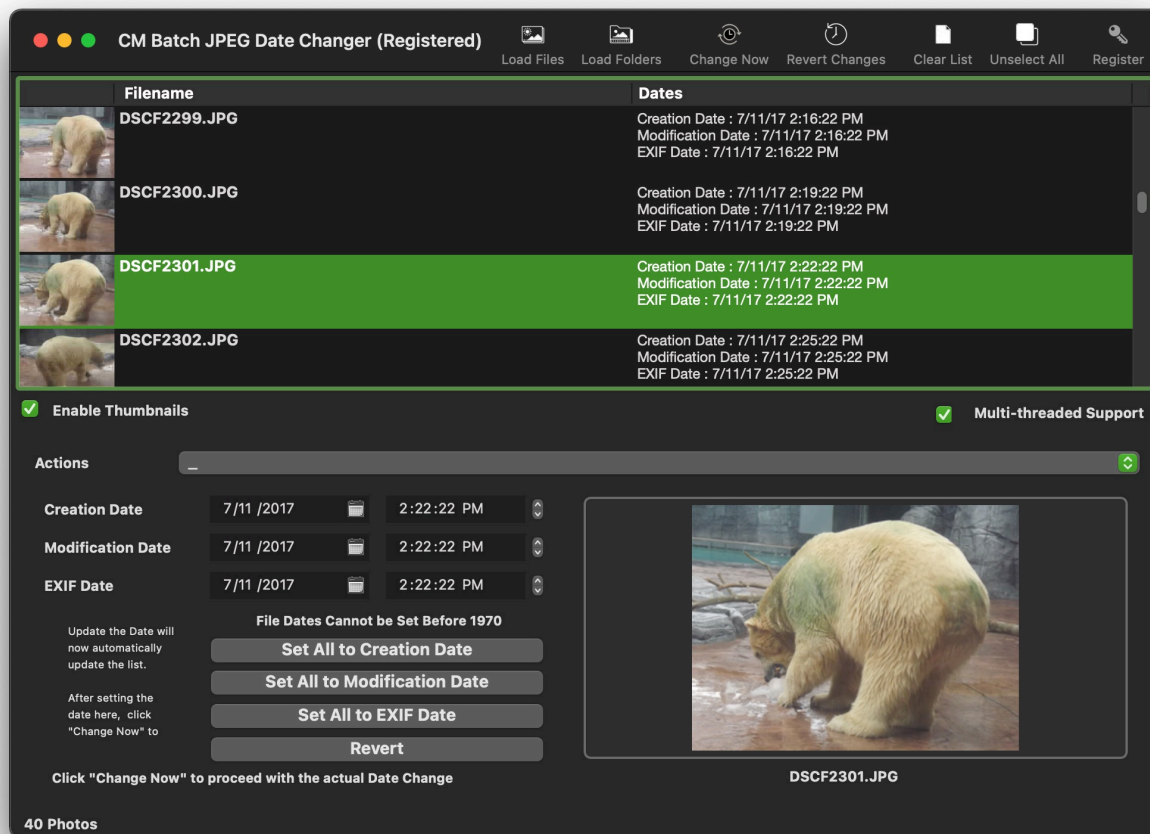 CM Batch JPEG Date Changer (Registered)
Load Files
Load Folders
Change Now
Revert Changes
Clear List
Unselect All
Register
Filename
Dates
DSCF2299.JPG
Creation Date : 7/11/17 2:16:22 PM
Modification Date : 7/11/17 2:16:22 PM
EXIF Date : 7/11/17 2:16:22 PM
DSCF2300.JPG
Creation Date : 7/11/17 2:19:22 PM
Modification Date : 7/11/17 2:19:22 PM
EXIF Date : 7/11/17 2:19:22 PM
DSCF2301.JPG
Creation Date : 7/11/17 2:22:22 PM
Modification Date : 7/11/17 2:22:22 PM
EXIF Date : 7/11/17 2:22:22 PM
DSCF2302.JPG
Creation Date : 7/11/17 2:25:22 PM
Modification Date : 7/11/17 2:25:22 PM
EXIF Date : 7/11/17 2:25:22 PM
Enable Thumbnails
Multi-threaded Support
Actions
_
Creation Date
7/11 /2017
2:22:22 PM
Modification Date
7/11 /2017
2:22:22 PM
EXIF Date
7/11 /2017
2:22:22 PM
File Dates Cannot be Set Before 1970
Update the Date will
now automatically
update the list.
After setting the
date here, click
"Change Now" to
Set All to Creation Date
Set All to Modification Date
Set All to EXIF Date
Revert
Click "Change Now" to proceed with the actual Date Change
DSCF2301.JPG
40 Photos